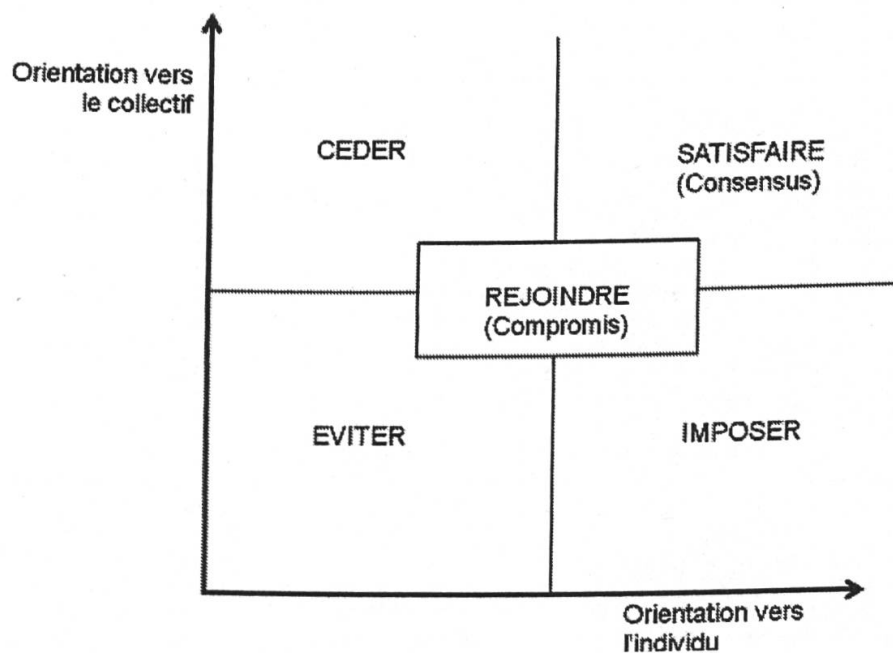 Orientation vers
le collectif
CEDER
SATISFAIRE
(Consensus)
REJOINDRE
(Compromis)
EVITER
IMPOSER
Orientation vers
l'individu